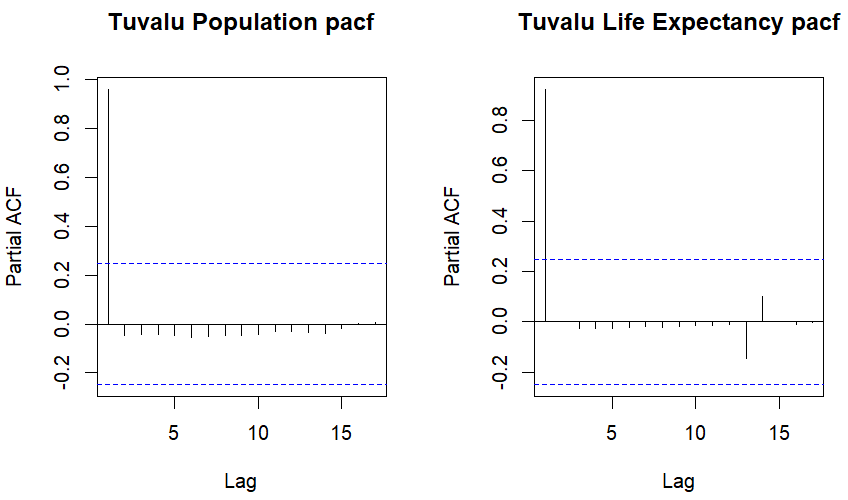 Tuvalu Population pacf
Partial ACF
1.0
0.8
0.6
0.4
0.2
0.0
-0.2
5 10 15
Lag
Tuvalu Life Expectancy pacf
Partial ACF
0.8
0.6
0.4
0.2
0.0
-0.2
5 10 15
Lag